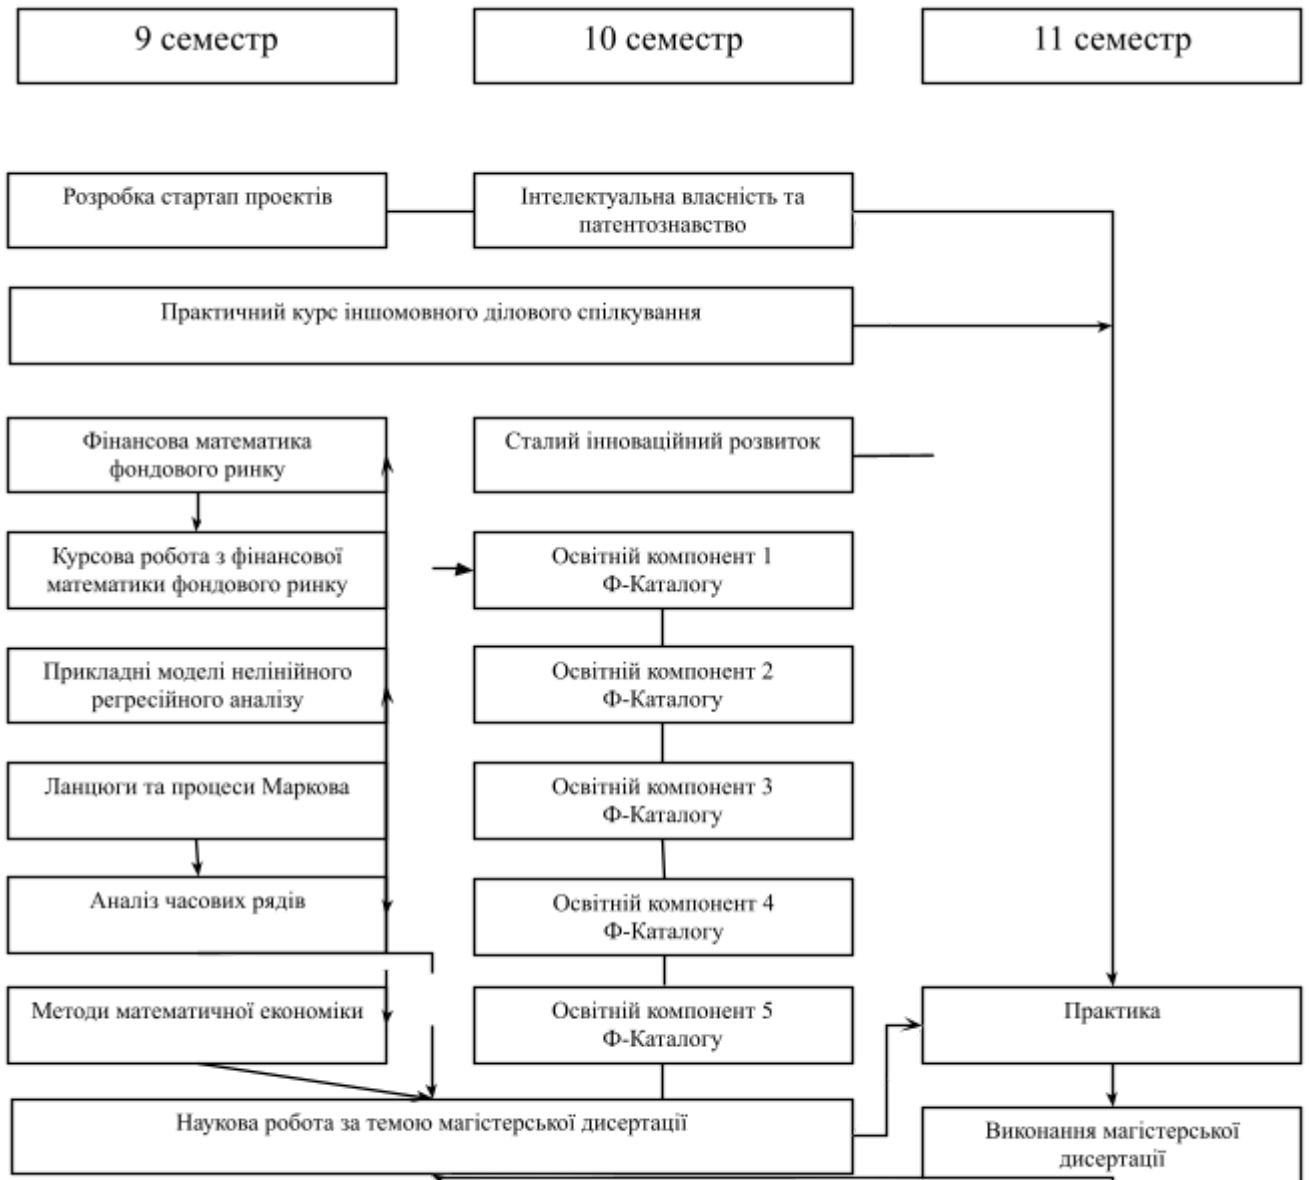 9 семестр
10 семестр
11 семестр
Розробка стартап проектів
Інтелектуальна власність та
патентознавство
Практичний курс іншомовного ділового спілкування
Фінансова математика
фондового ринку
Сталий інноваційний розвиток
Курсова робота з фінансової
математики фондового ринку
Освітній компонент 1
Ф-Каталогу
Прикладні моделі нелінійного
регресійного аналізу
Освітній компонент 2
Ф-Каталогу
Ланцюги та процеси Маркова
Освітній компонент 3
Ф-Каталогу
Аналіз часових рядів
Освітній компонент 4
Ф-Каталогу
Методи математичної економіки
Освітній компонент 5
Ф-Каталогу
Практика
Наукова робота за темою магістерської дисертації
Виконання магістерської
дисертації